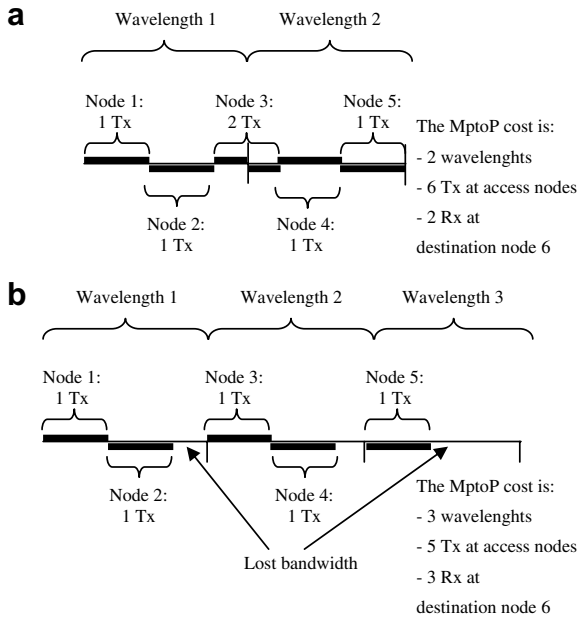 a
Wavelength 1
Wavelength 2
Node 1:
1 Tx
Node 3:
2 Tx
Node 5:
1 Tx
Node 2:
1 Tx
Node 4:
1 Tx
The MptoP cost is:
- 2 wavelenghts
- 6 Tx at access nodes
- 2 Rx at
destination node 6
b
Wavelength 1
Wavelength 2
Wavelength 3
Node 1:
1 Tx
Node 3:
1 Tx
Node 5:
1 Tx
Node 2:
1 Tx
Node 4:
1 Tx
Lost bandwidth
The MptoP cost is:
- 3 wavelenghts
- 5 Tx at access nodes
- 3 Rx at
destination node 6